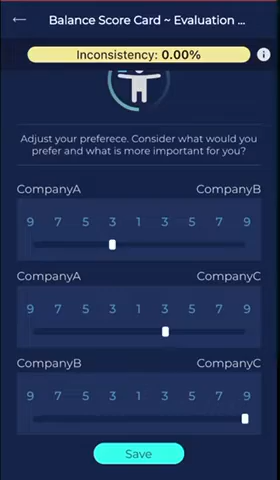 Balance Score Card ~ Evaluation ...
Inconsistency: 0.00%
Adjust your preferece. Consider what would you
prefer and what is more important for you?
CompanyA CompanyB
9 7 5 3 1 3 5 7 9
CompanyA CompanyC
9 7 5 3 1 3 5 7 9
CompanyB CompanyC
9 7 5 3 1 3 5 7 9
Save